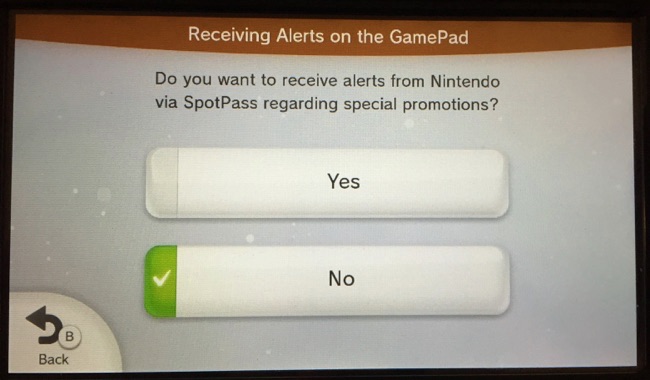 Receiving Alerts on the GamePad
Do you want to receive alerts from Nintendo
via SpotPass regarding special promotions?
Yes
No
B
Back